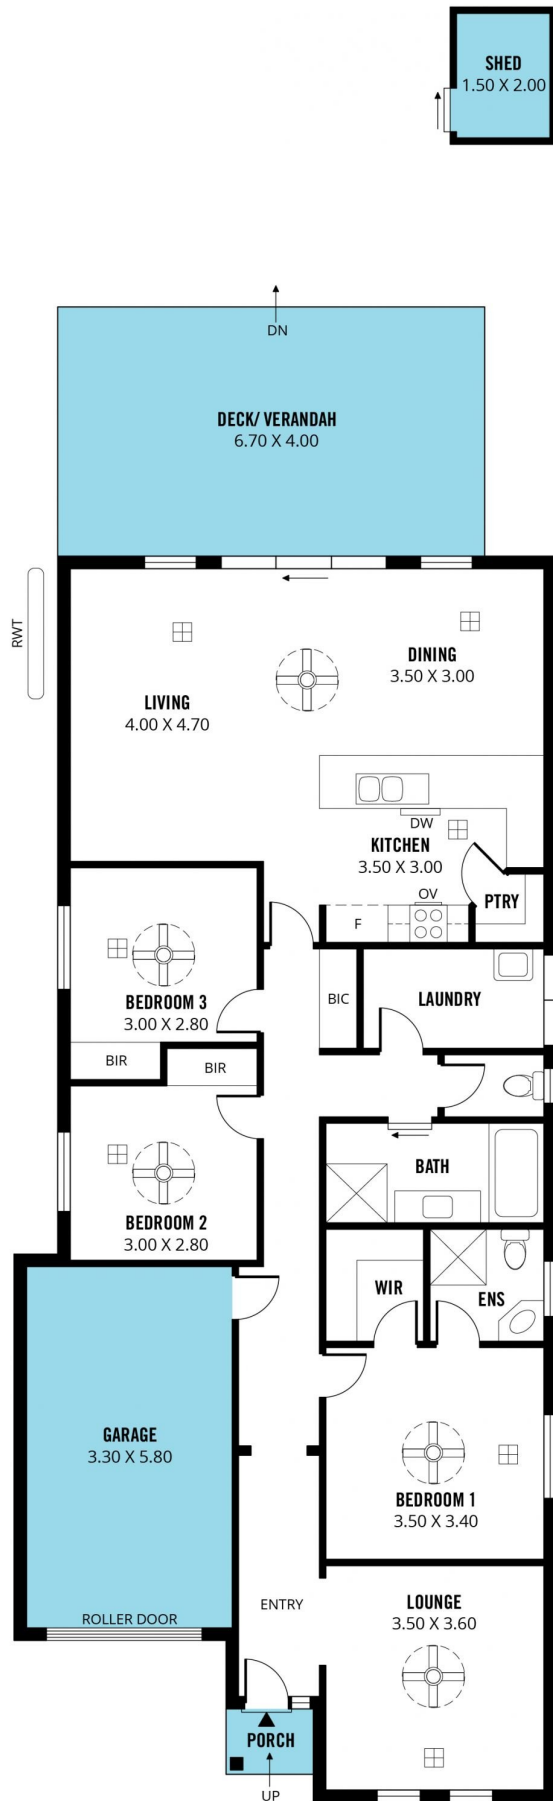 SHED
1.50 X 2.00
DN
DECK/ VERANDAH
6.70 X 4.00
RWT
DINING
3.50 X 3.00
LIVING
4.00 X 4.70
DW
KITCHEN
3.50 X 3.00
OV
PTRY
F
BEDROOM 3
3.00 X 2.80
BIC
LAUNDRY
BIR
BIR
BATH
BEDROOM 2
3.00 X 2.80
WIR
ENS
GARAGE
3.30 X 5.80
BEDROOM 1
3.50 X 3.40
ENTRY
LOUNGE
3.50 X 3.60
ROLLER DOOR
PORCH
UP